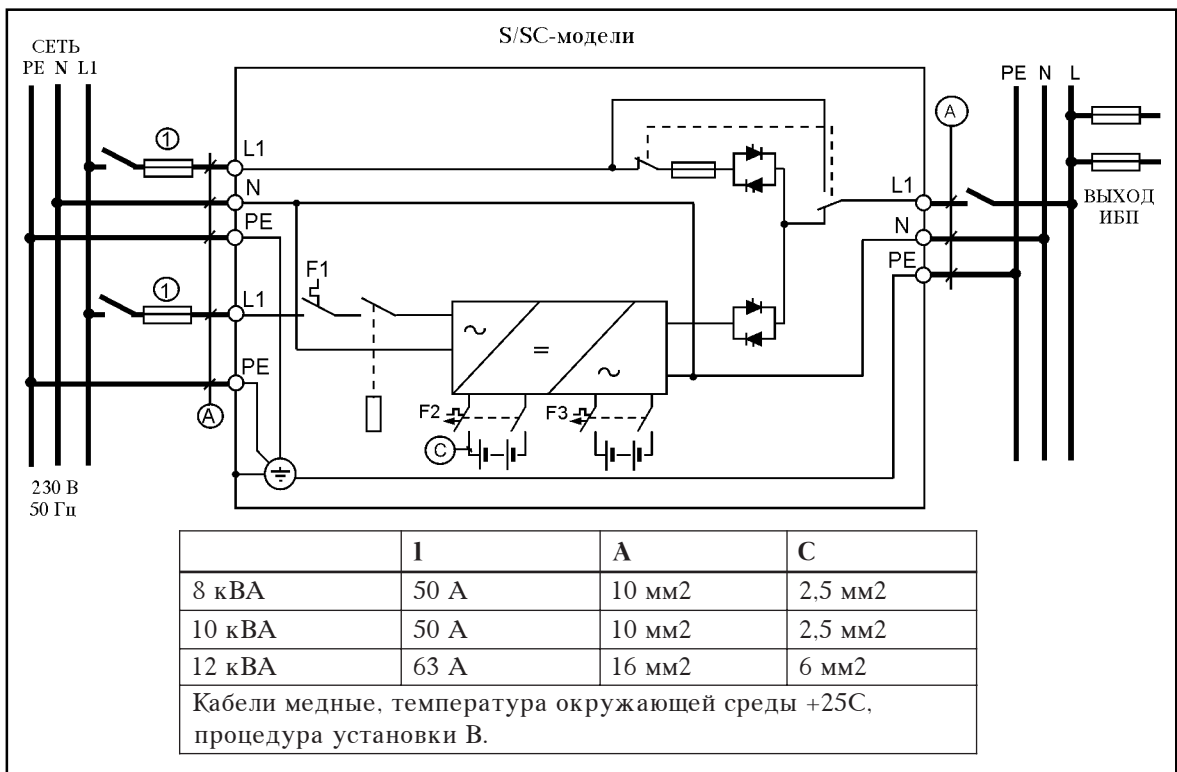 S/SC-модели
СЕТЬ
PE N L1
PE N L
1
A
L1
L1
N
ВЫХОД
ИБП
N
PE
PE
F1
1
L1
~
=
~
PE
F2
F3
A
C
230 В
50 Гц
1 A C
8 кВА 50 А 10 мм2 2,5 мм2
10 кВА 50 А 10 мм2 2,5 мм2
12 кВА 63 А 16 мм2 6 мм2
Кабели медные, температура окружающей среды +25С,
процедура установки В.